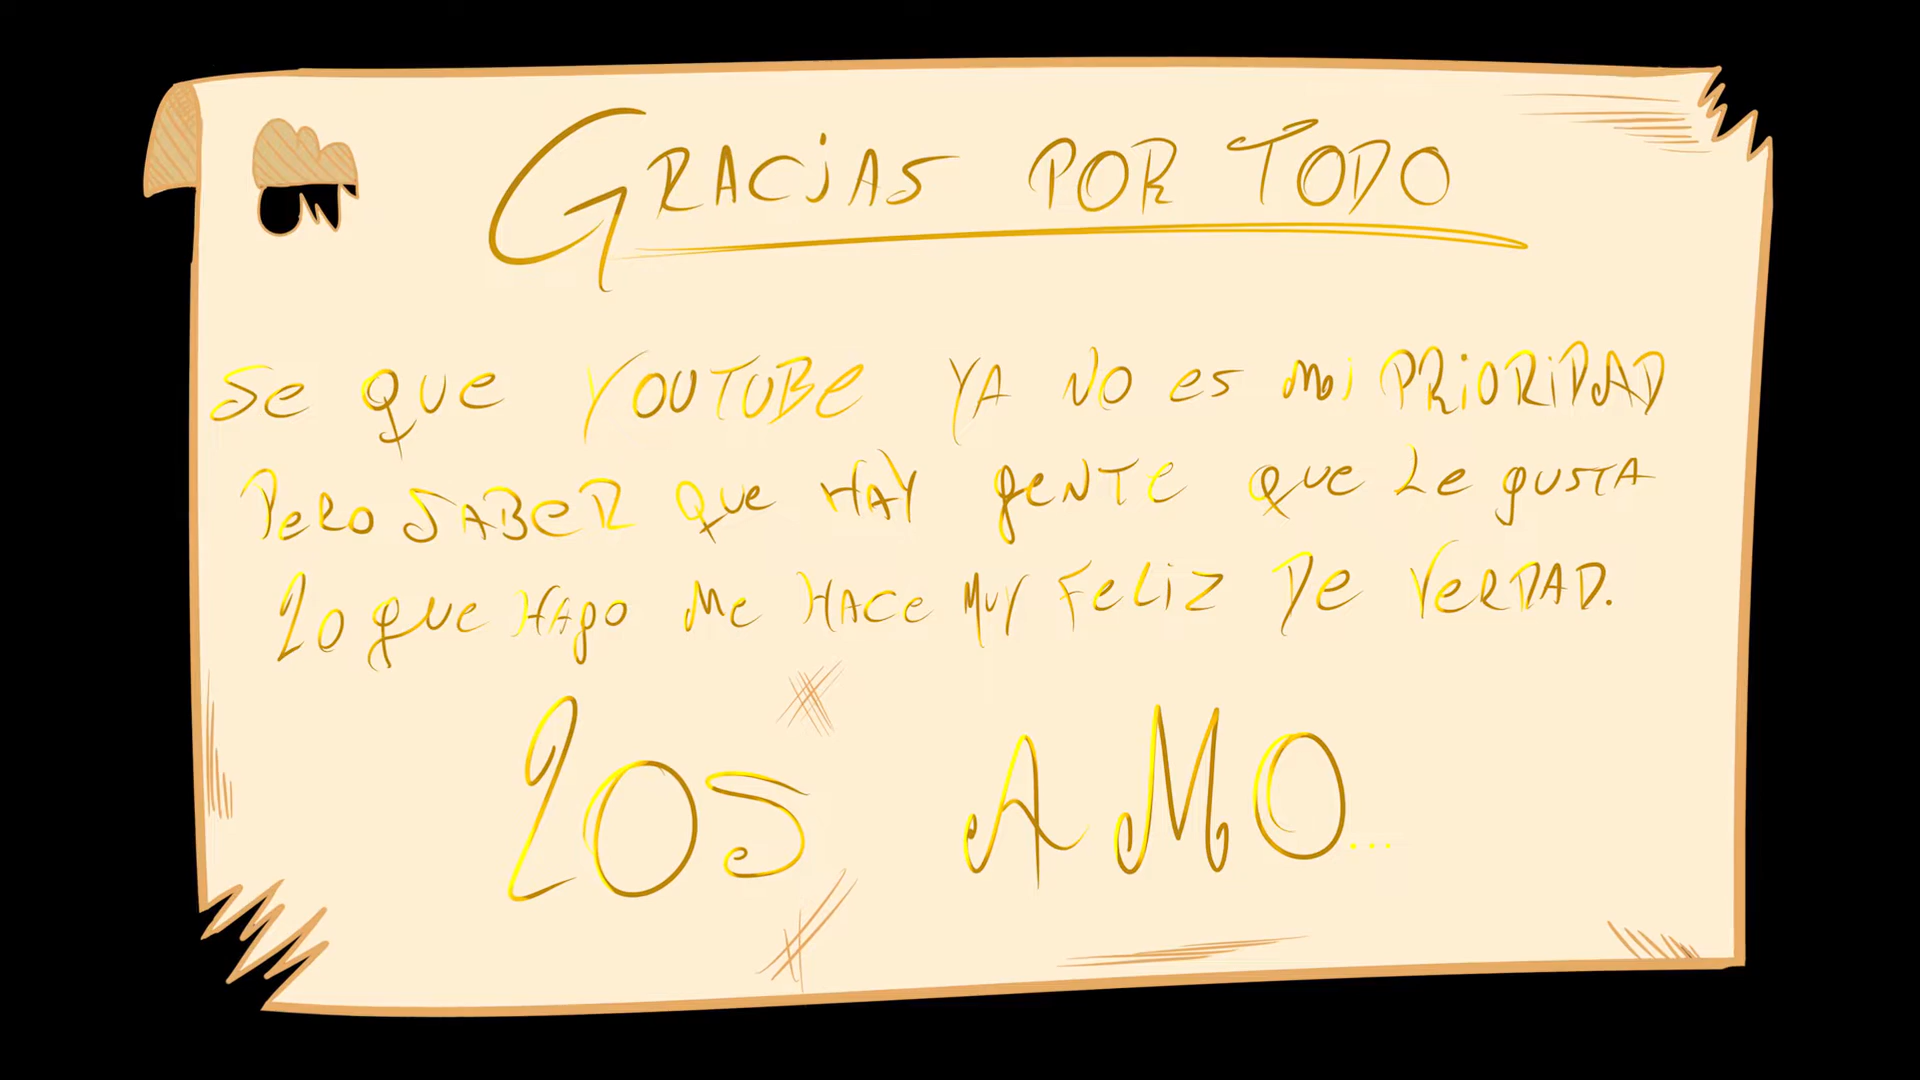 GRACiAS POR TODO
Se que YOUTUBE YA NO es mi PRiORiDAD
Pero SABER que HAY gente que Le gusta
Lo que HAgo me HACe muy FeLiz De VerDAD.
LOS AMO...